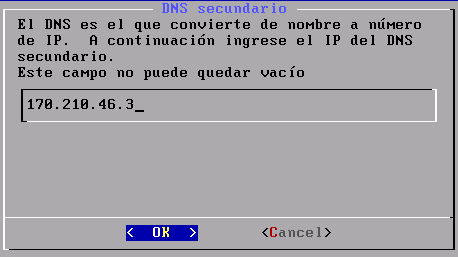 DNS secundario
El DNS es el que convierte de nombre a número
de IP.  A continuación ingrese el IP del DNS
secundario.
Este campo no puede quedar vacío
170.210.46.3_
<  OK  >
<Cancel>